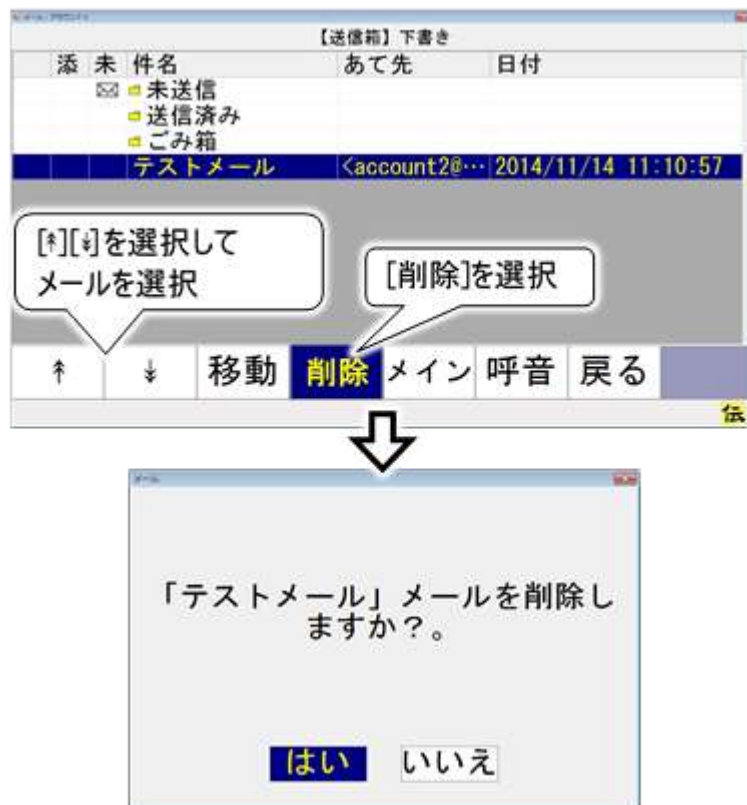 【送信箱】下書き
添 未 件名 あて先 日付
未送信
送信済み
ごみ箱
テストメール <account2@… 2014/11/14 11:10:57
[↟][↡]を選択して
メールを選択
[削除]を選択
↟ ↡ 移動 削除 メイン 呼音 戻る
伝
メール
「テストメール」メールを削除し
ますか？。
はい いいえ